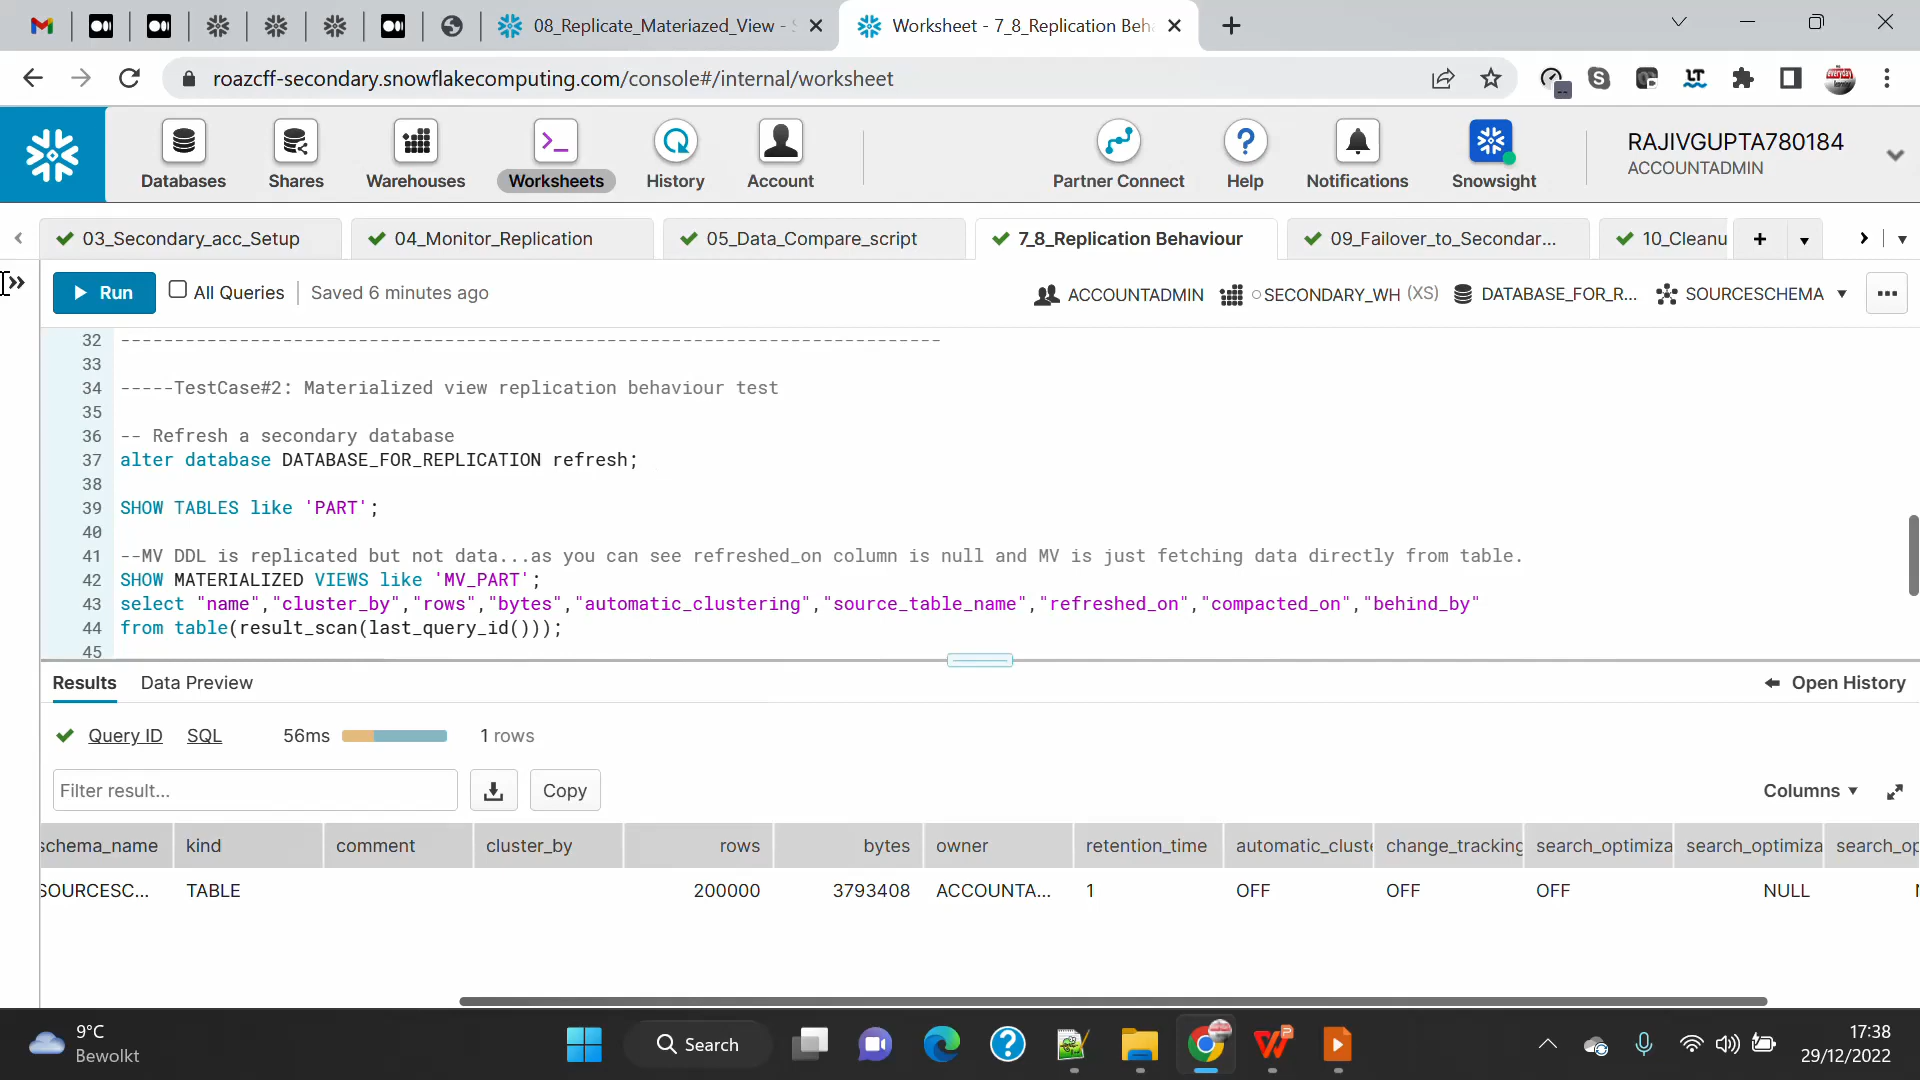 08_Replicate_Materiazed_View - S
Worksheet - 7_8_Replication Beha
roazcff-secondary.snowflakecomputing.com/console#/internal/worksheet
Databases
Shares
Warehouses
Worksheets
History
Account
Partner Connect
Help
Notifications
Snowsight
RAJIVGUPTA780184
ACCOUNTADMIN
03_Secondary_acc_Setup
04_Monitor_Replication
05_Data_Compare_script
7_8_Replication Behaviour
09_Failover_to_Secondar...
10_Cleanu
Run
All Queries
Saved 6 minutes ago
ACCOUNTADMIN
SECONDARY_WH (XS)
DATABASE_FOR_R...
SOURCESCHEMA
32 ----------------------------------------------------------------------------
33
34 -----TestCase#2: Materialized view replication behaviour test
35
36 -- Refresh a secondary database
37 alter database DATABASE_FOR_REPLICATION refresh;
38
39 SHOW TABLES like 'PART';
40
41 --MV DDL is replicated but not data...as you can see refreshed_on column is null and MV is just fetching data directly from table.
42 SHOW MATERIALIZED VIEWS like 'MV_PART';
43 select "name","cluster_by","rows","bytes","automatic_clustering","source_table_name","refreshed_on","compacted_on","behind_by"
44 from table(result_scan(last_query_id()));
45
Results
Data Preview
Open History
Query ID
SQL
56ms
1 rows
Filter result...
Copy
Columns
schema_name kind comment cluster_by rows bytes owner retention_time automatic_cluste change_tracking search_optimiza search_optimiza search_op
SOURCESC... TABLE 200000 3793408 ACCOUNTA... 1 OFF OFF OFF NULL N
9°C
Bewolkt
Search
17:38
29/12/2022